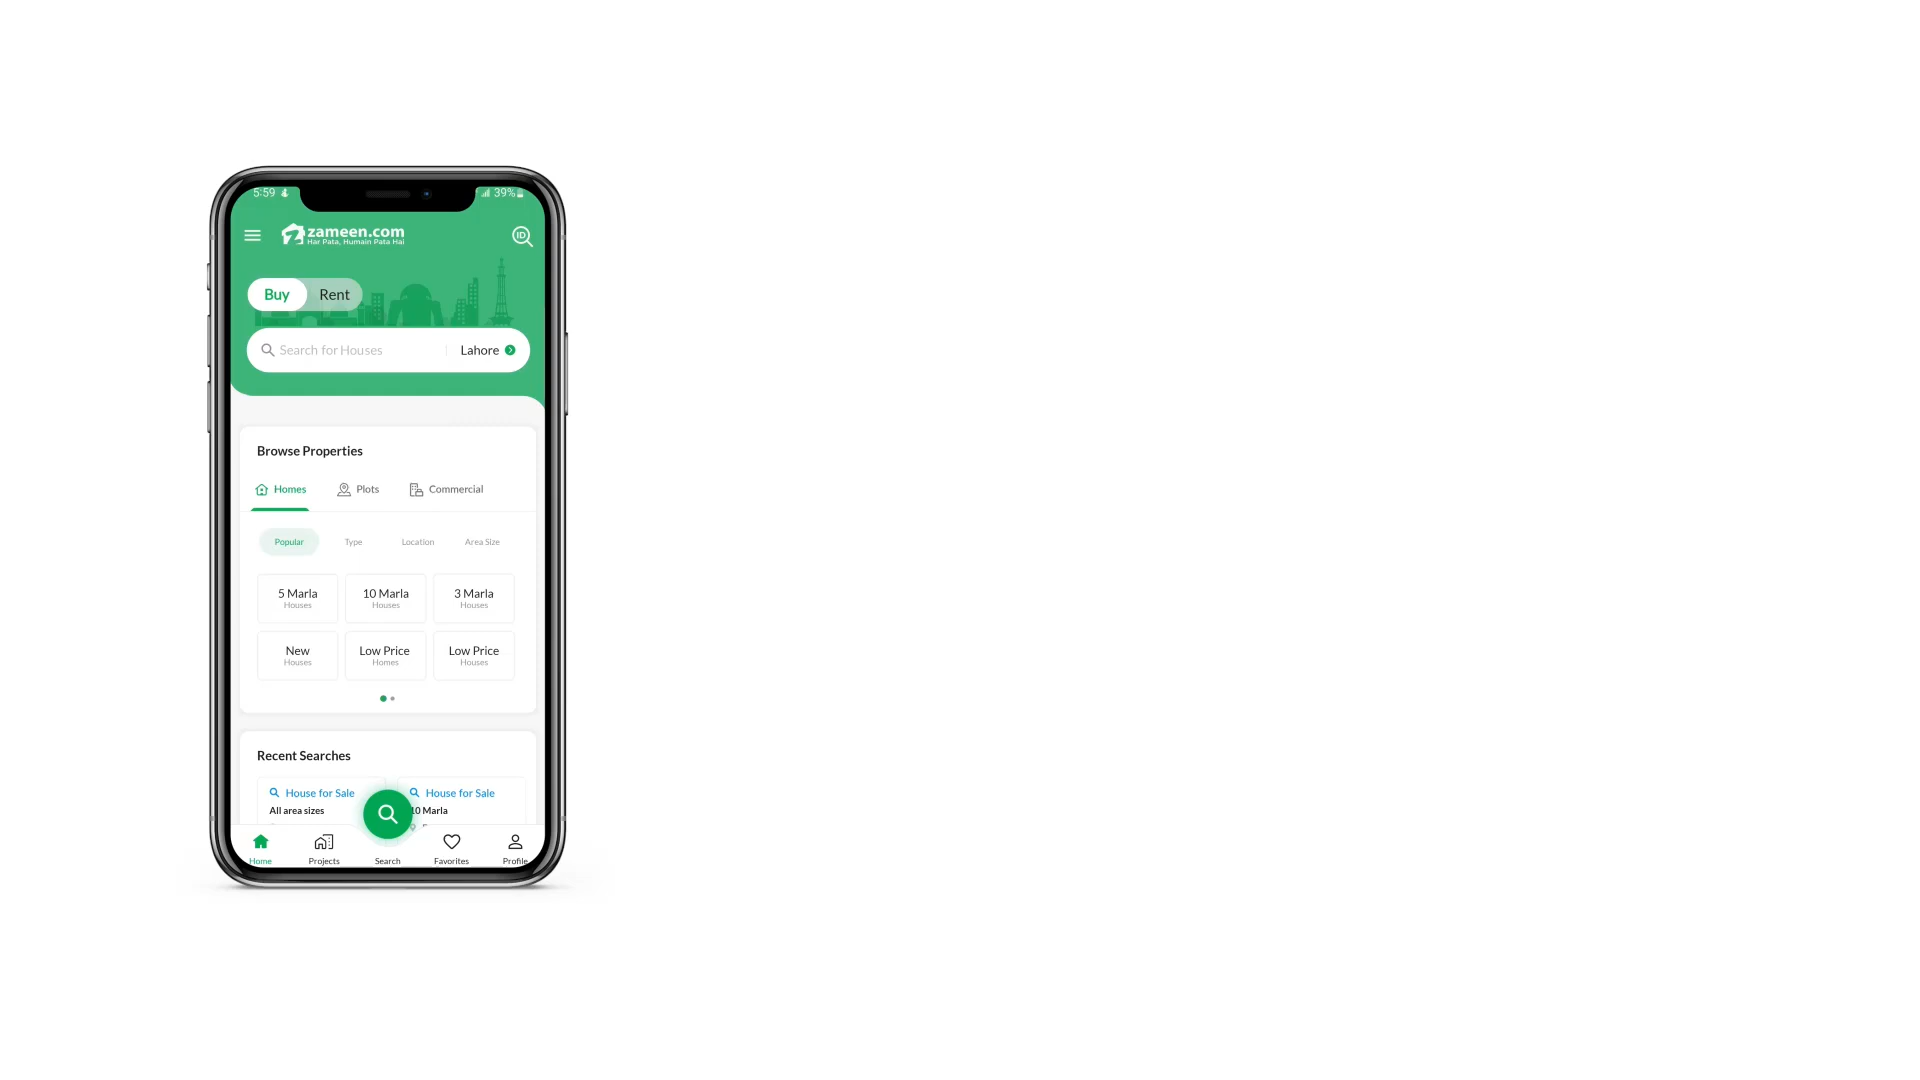 5:59
39%
zameen.com
Har Pata, Humain Pata Hai
ID
Buy
Rent
Search for Houses
Lahore
Browse Properties
Homes
Plots
Commercial
Popular
Type
Location
Area Size
5 Marla
Houses
10 Marla
Houses
3 Marla
Houses
New
Houses
Low Price
Homes
Low Price
Houses
Recent Searches
House for Sale
All area sizes
House for Sale
10 Marla
Home
Projects
Search
Favorites
Profile